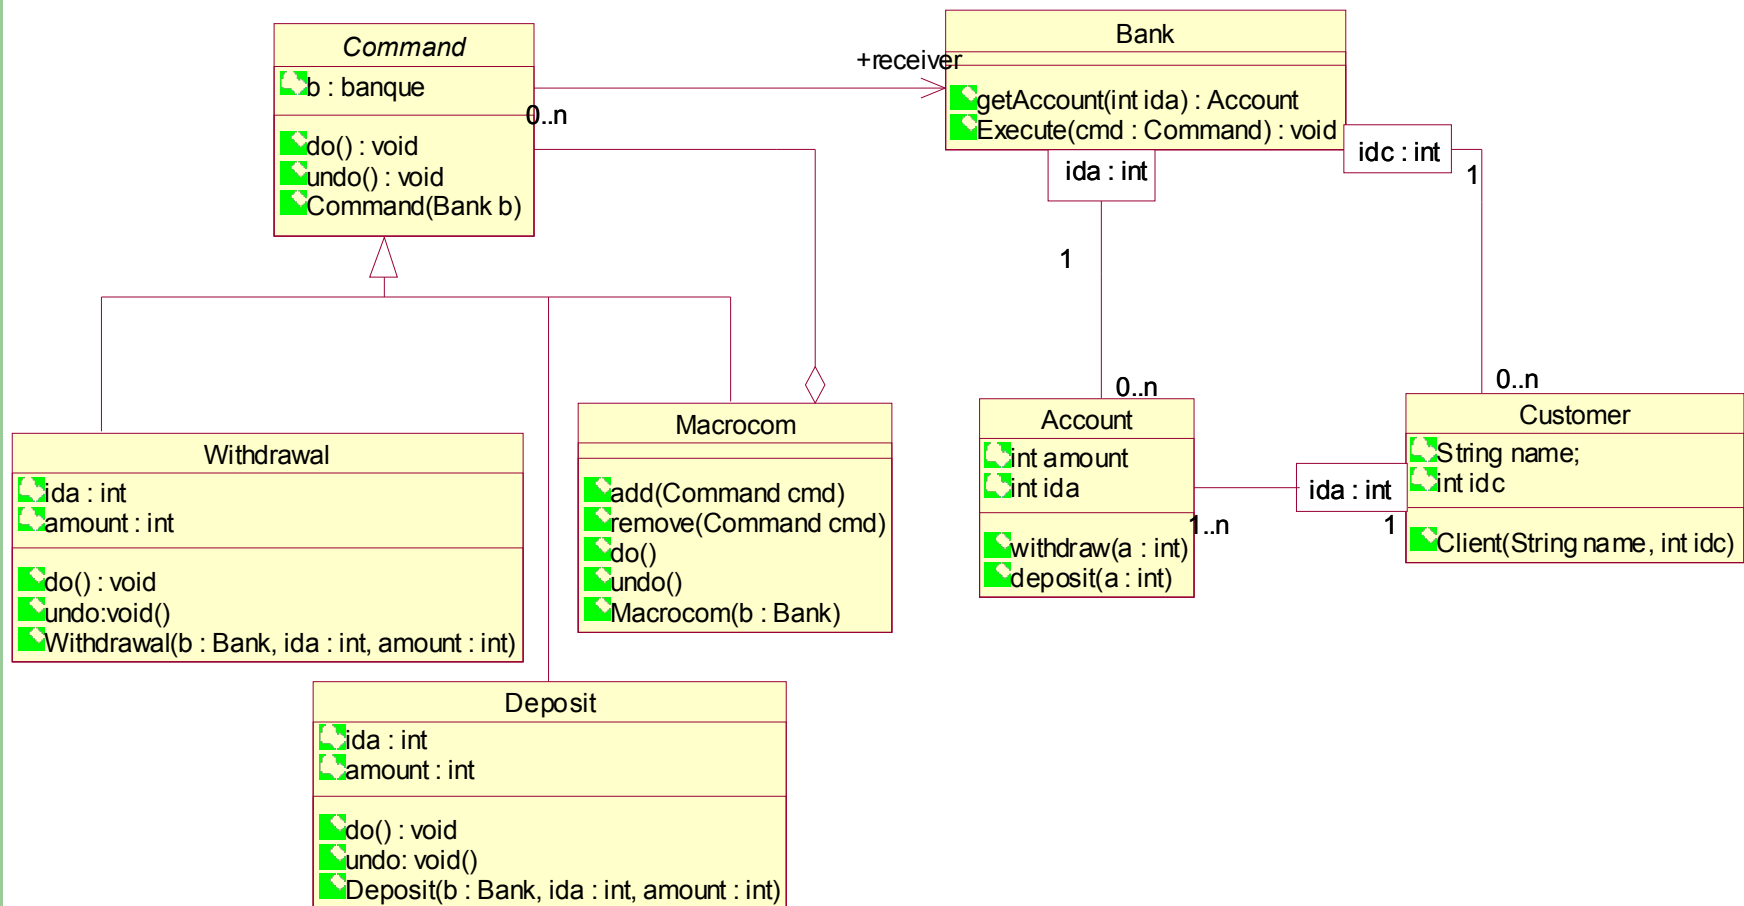 Command
b : banque
do() : void
undo() : void
Command(Bank b)
0..n
+receiver
Bank
getAccount(int ida) : Account
Execute(cmd : Command) : void
ida : int
idc : int
1
1
0..n
0..n
Withdrawal
ida : int
amount : int
do() : void
undo:void()
Withdrawal(b : Bank, ida : int, amount : int)
Macrocom
add(Command cmd)
remove(Command cmd)
do()
undo()
Macrocom(b : Bank)
Account
int amount
int ida
withdraw(a : int)
deposit(a : int)
1..n
ida : int
1
Customer
String name;
int idc
Client(String name, int idc)
Deposit
ida : int
amount : int
do() : void
undo: void()
Deposit(b : Bank, ida : int, amount : int)